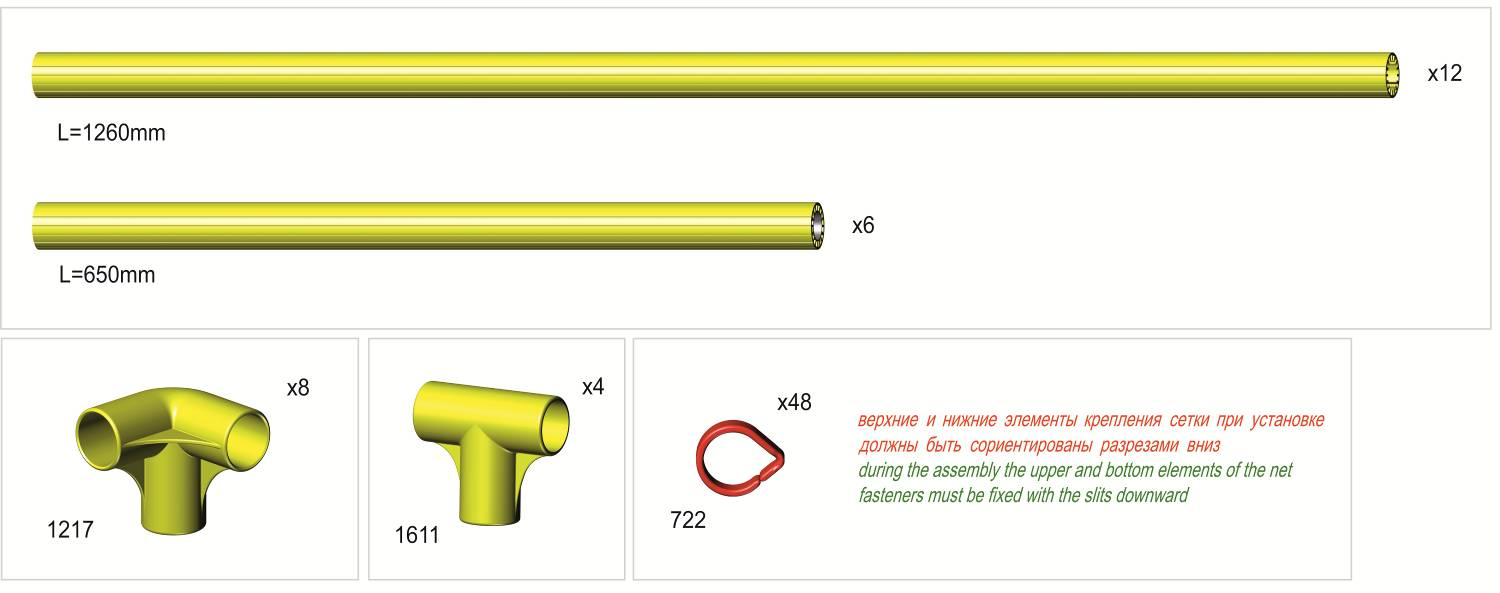 x12
L=1260mm
x6
L=650mm
x8
1217
x4
1611
x48
722
верхние и нижние элементы крепления сетки при установке
должны быть сориентированы разрезами вниз
during the assembly the upper and bottom elements of the net
fasteners must be fixed with the slits downward